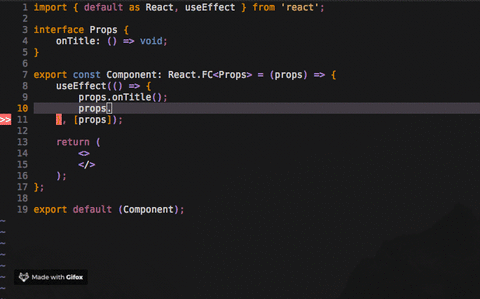 1 import { default as React, useEffect } from 'react';
2
3 interface Props {
4     onTitle: () => void;
5 }
6
7 export const Component: React.FC<Props> = (props) => {
8     useEffect(() => {
9         props.onTitle();
10         props.
>> 11     }, [props]);
12
13     return (
14         <>
15         </>
16     );
17 };
18
19 export default (Component);
~
~
~
~
~
~
Made with Gifox